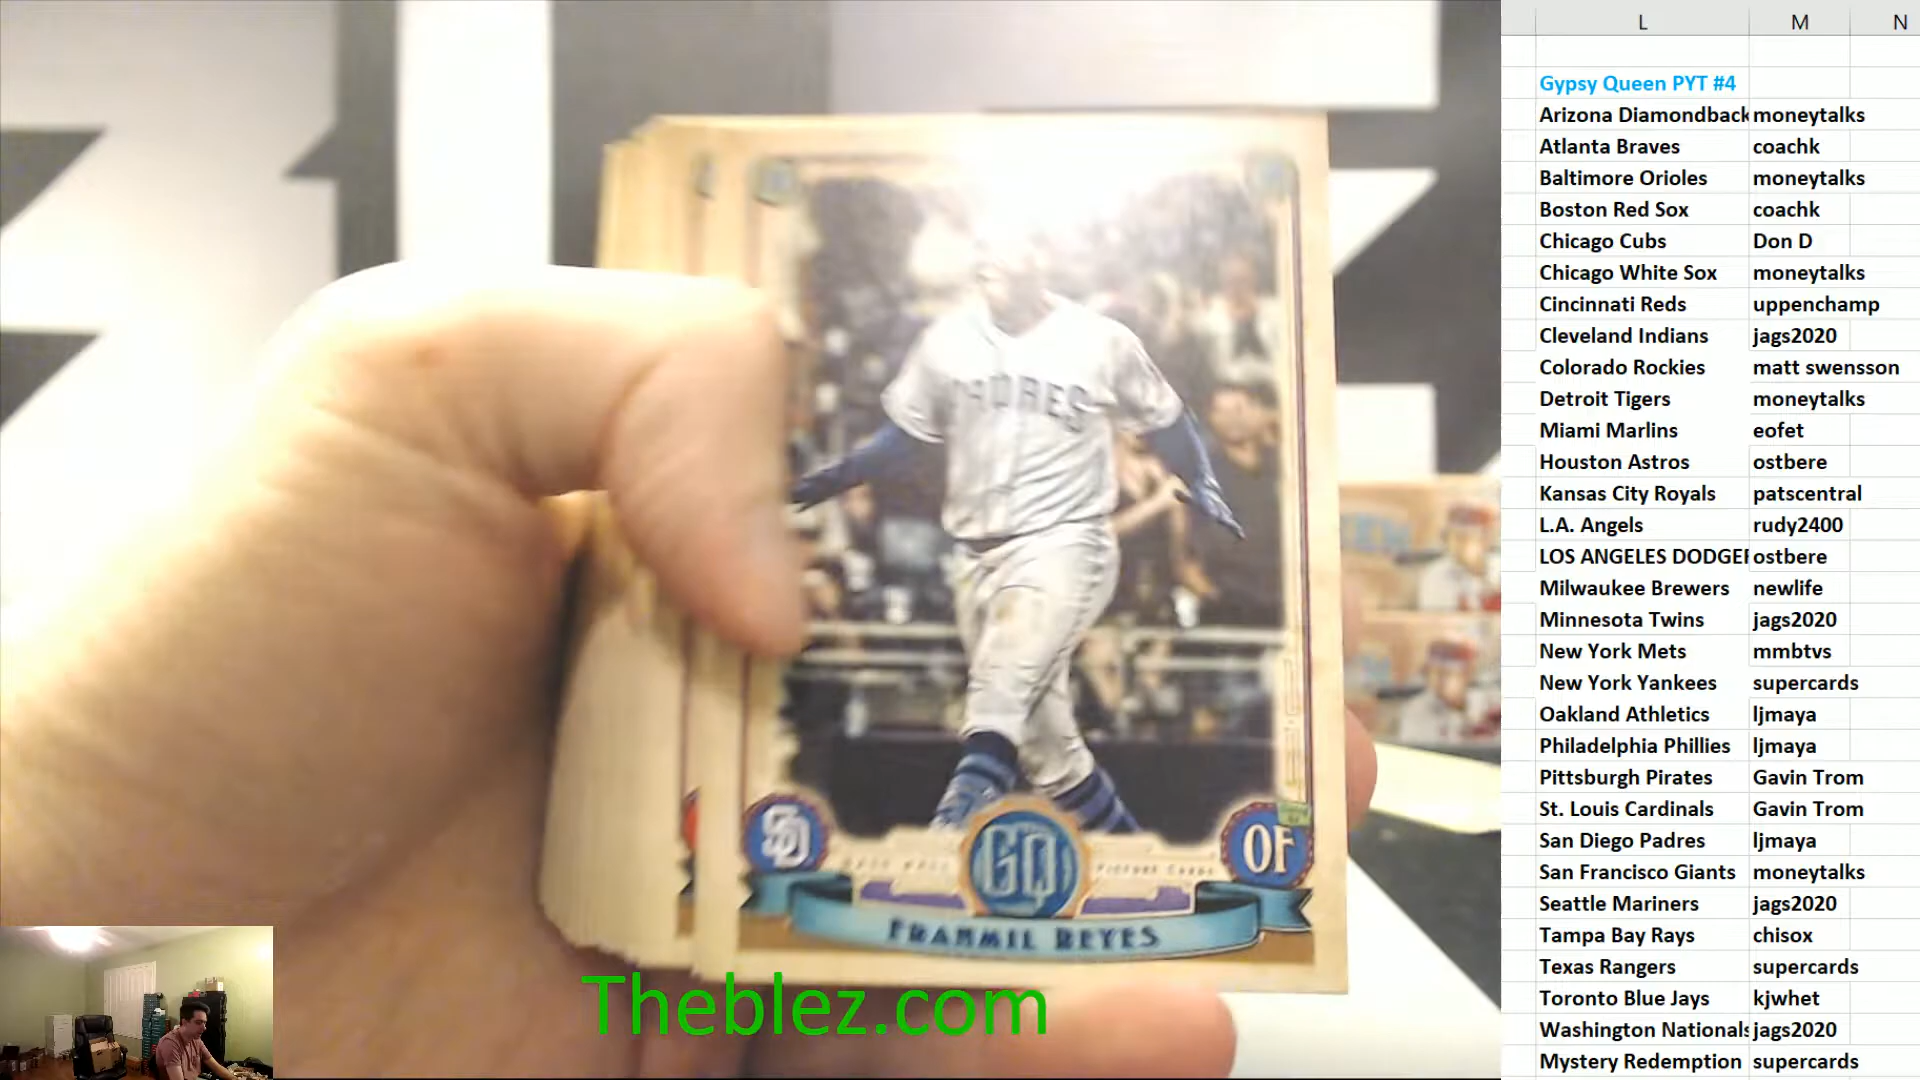 L M N
Gypsy Queen PYT #4
Arizona Diamondback moneytalks
Atlanta Braves coachk
Baltimore Orioles moneytalks
Boston Red Sox coachk
Chicago Cubs Don D
Chicago White Sox moneytalks
Cincinnati Reds uppenchamp
Cleveland Indians jags2020
Colorado Rockies matt swensson
Detroit Tigers moneytalks
Miami Marlins eofet
Houston Astros ostbere
Kansas City Royals patscentral
L.A. Angels rudy2400
LOS ANGELES DODGER ostbere
Milwaukee Brewers newlife
Minnesota Twins jags2020
New York Mets mmbtvs
New York Yankees supercards
Oakland Athletics ljmaya
Philadelphia Phillies ljmaya
Pittsburgh Pirates Gavin Trom
St. Louis Cardinals Gavin Trom
San Diego Padres ljmaya
San Francisco Giants moneytalks
Seattle Mariners jags2020
Tampa Bay Rays chisox
Texas Rangers supercards
Toronto Blue Jays kjwhet
Washington Nationals jags2020
Mystery Redemption supercards
PADRES
SD GQ OF
FRANMIL REYES
Theblez.com